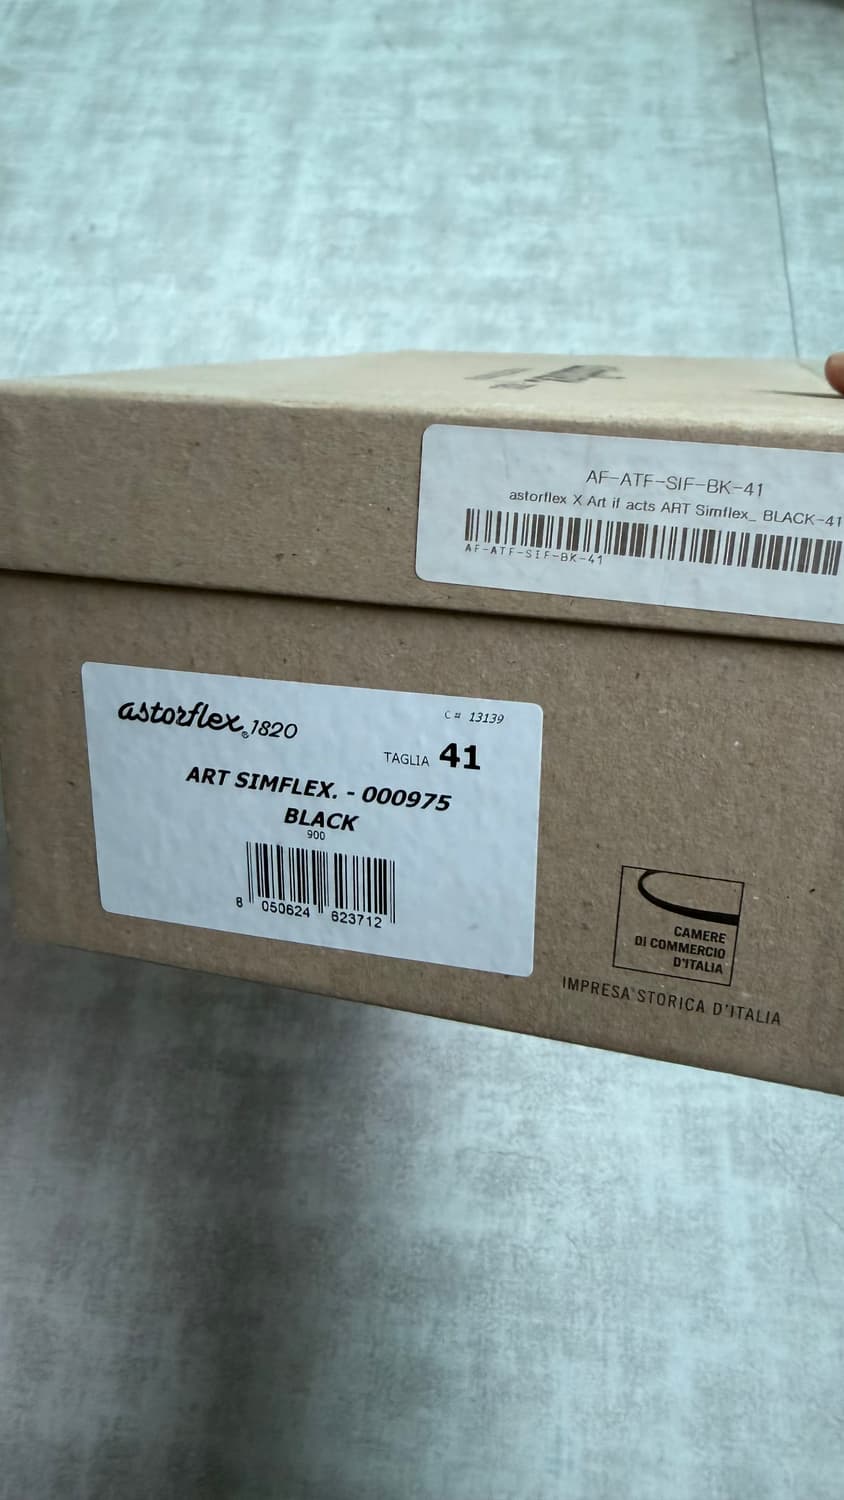 AF-ATF-SIF-BK-41
astorflex X Art if acts ART Simflex_ BLACK-41
AF-ATF-SIF-BK-41
astorflex® 1820
C# 13139
TAGLIA 41
ART SIMFLEX. - 000975
BLACK
900
8 050624 623712
CAMERE
DI COMMERCIO
D'ITALIA
IMPRESA STORICA D'ITALIA